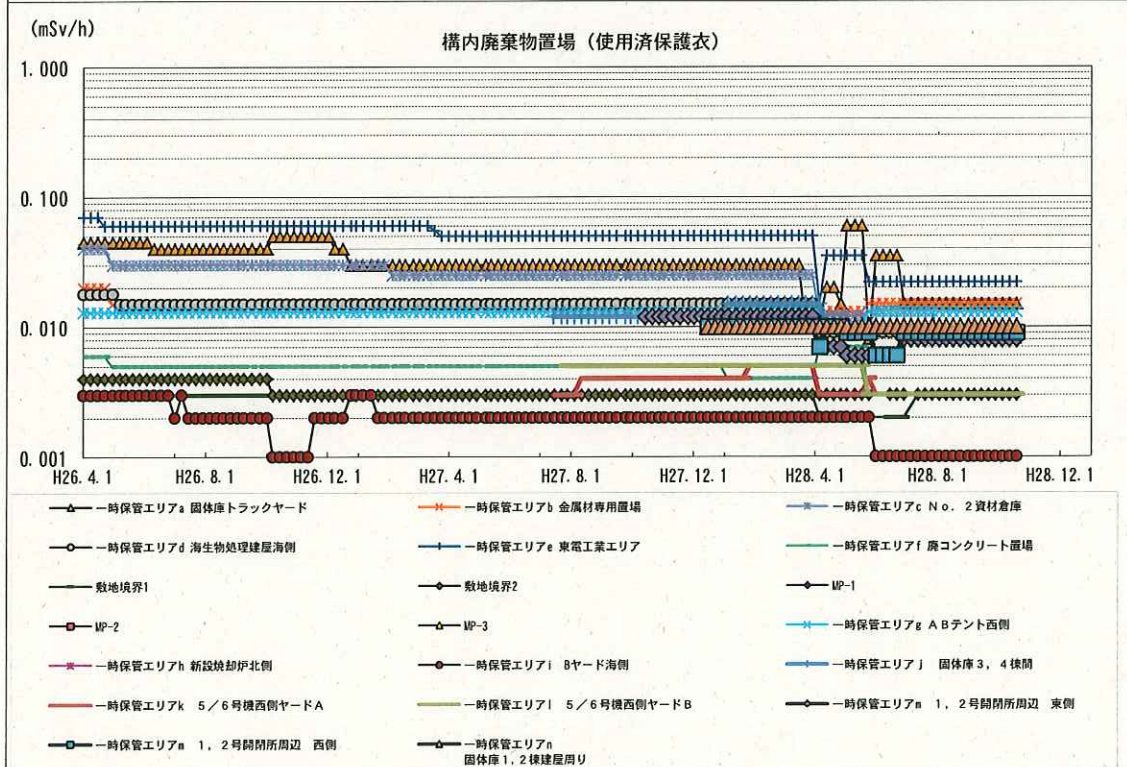 (mSv/h)
構内廃棄物置場（使用済保護衣）
1.000
0.100
0.010
0.001
H26. 4. 1 H26. 8. 1 H26. 12. 1 H27. 4. 1 H27. 8. 1 H27. 12. 1 H28. 4. 1 H28. 8. 1 H28. 12. 1
一時保管エリアa 固体庫トラックヤード 一時保管エリアb 金属材専用置場 一時保管エリアc No. 2資材倉庫
一時保管エリアd 海生物処理建屋海側 一時保管エリアe 東電工業エリア 一時保管エリアf 廃コンクリート置場
敷地境界1 敷地境界2 MP-1
MP-2 MP-3 一時保管エリアg ABテント西側
一時保管エリアh 新設焼却炉北側 一時保管エリアi Bヤード海側 一時保管エリアj 固体庫3, 4棟間
一時保管エリアk 5／6号機西側ヤードA 一時保管エリアl 5／6号機西側ヤードB 一時保管エリアm 1, 2号開閉所周辺 東側
一時保管エリアm 1, 2号開閉所周辺 西側 一時保管エリアn
固体庫1, 2棟建屋周り